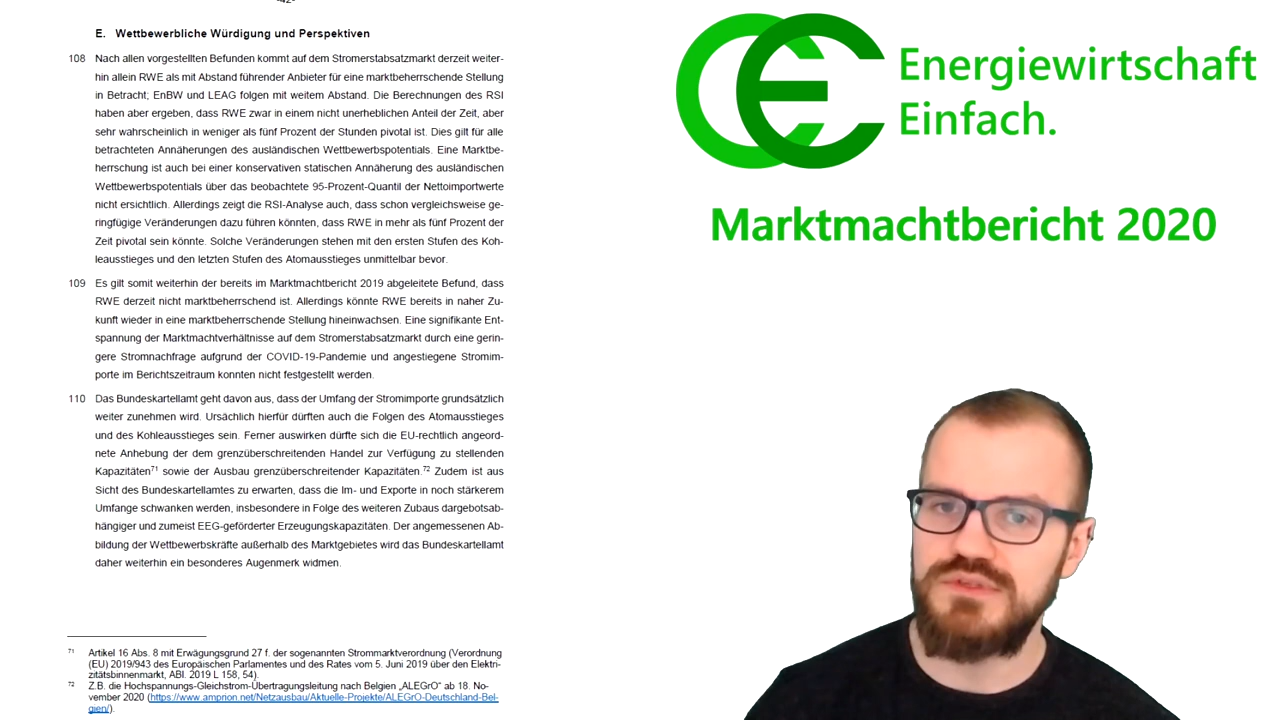 -42-
E. Wettbewerbliche Würdigung und Perspektiven
108 Nach allen vorgestellten Befunden kommt auf dem Stromerstabsatzmarkt derzeit weiter-
hin allein RWE als mit Abstand führender Anbieter für eine marktbeherrschende Stellung
in Betracht; EnBW und LEAG folgen mit weitem Abstand. Die Berechnungen des RSI
haben aber ergeben, dass RWE zwar in einem nicht unerheblichen Anteil der Zeit, aber
sehr wahrscheinlich in weniger als fünf Prozent der Stunden pivotal ist. Dies gilt für alle
betrachteten Annäherungen des ausländischen Wettbewerbspotentials. Eine Marktbe-
herrschung ist auch bei einer konservativen statischen Annäherung des ausländischen
Wettbewerbspotentials über das beobachtete 95-Prozent-Quantil der Nettoimportwerte
nicht ersichtlich. Allerdings zeigt die RSI-Analyse auch, dass schon vergleichsweise ge-
ringfügige Veränderungen dazu führen könnten, dass RWE in mehr als fünf Prozent der
Zeit pivotal sein könnte. Solche Veränderungen stehen mit den ersten Stufen des Koh-
leausstieges und den letzten Stufen des Atomausstieges unmittelbar bevor.
109 Es gilt somit weiterhin der bereits im Marktmachtbericht 2019 abgeleitete Befund, dass
RWE derzeit nicht marktbeherrschend ist. Allerdings könnte RWE bereits in naher Zu-
kunft wieder in eine marktbeherrschende Stellung hineinwachsen. Eine signifikante Ent-
spannung der Marktmachtverhältnisse auf dem Stromerstabsatzmarkt durch eine gerin-
gere Stromnachfrage aufgrund der COVID-19-Pandemie und angestiegene Stromim-
porte im Berichtszeitraum konnten nicht festgestellt werden.
110 Das Bundeskartellamt geht davon aus, dass der Umfang der Stromimporte grundsätzlich
weiter zunehmen wird. Ursächlich hierfür dürften auch die Folgen des Atomausstieges
und des Kohleausstieges sein. Ferner auswirken dürfte sich die EU-rechtlich angeord-
nete Anhebung der dem grenzüberschreitenden Handel zur Verfügung zu stellenden
Kapazitäten71 sowie der Ausbau grenzüberschreitender Kapazitäten.72 Zudem ist aus
Sicht des Bundeskartellamtes zu erwarten, dass die Im- und Exporte in noch stärkerem
Umfange schwanken werden, insbesondere in Folge des weiteren Zubaus dargebotsab-
hängiger und zumeist EEG-geförderter Erzeugungskapazitäten. Der angemessenen Ab-
bildung der Wettbewerbskräfte außerhalb des Marktgebietes wird das Bundeskartellamt
daher weiterhin ein besonderes Augenmerk widmen.
71 Artikel 16 Abs. 8 mit Erwägungsgrund 27 f. der sogenannten Strommarktverordnung (Verordnung
(EU) 2019/943 des Europäischen Parlamentes und des Rates vom 5. Juni 2019 über den Elektri-
zitätsbinnenmarkt, ABl. 2019 L 158, 54).
72 Z.B. die Hochspannungs-Gleichstrom-Übertragungsleitung nach Belgien „ALEGrO“ ab 18. No-
vember 2020 (https://www.amprion.net/Netzausbau/Aktuelle-Projekte/ALEGrO-Deutschland-Bel-
gien/).
Energiewirtschaft
Einfach.
Marktmachtbericht 2020